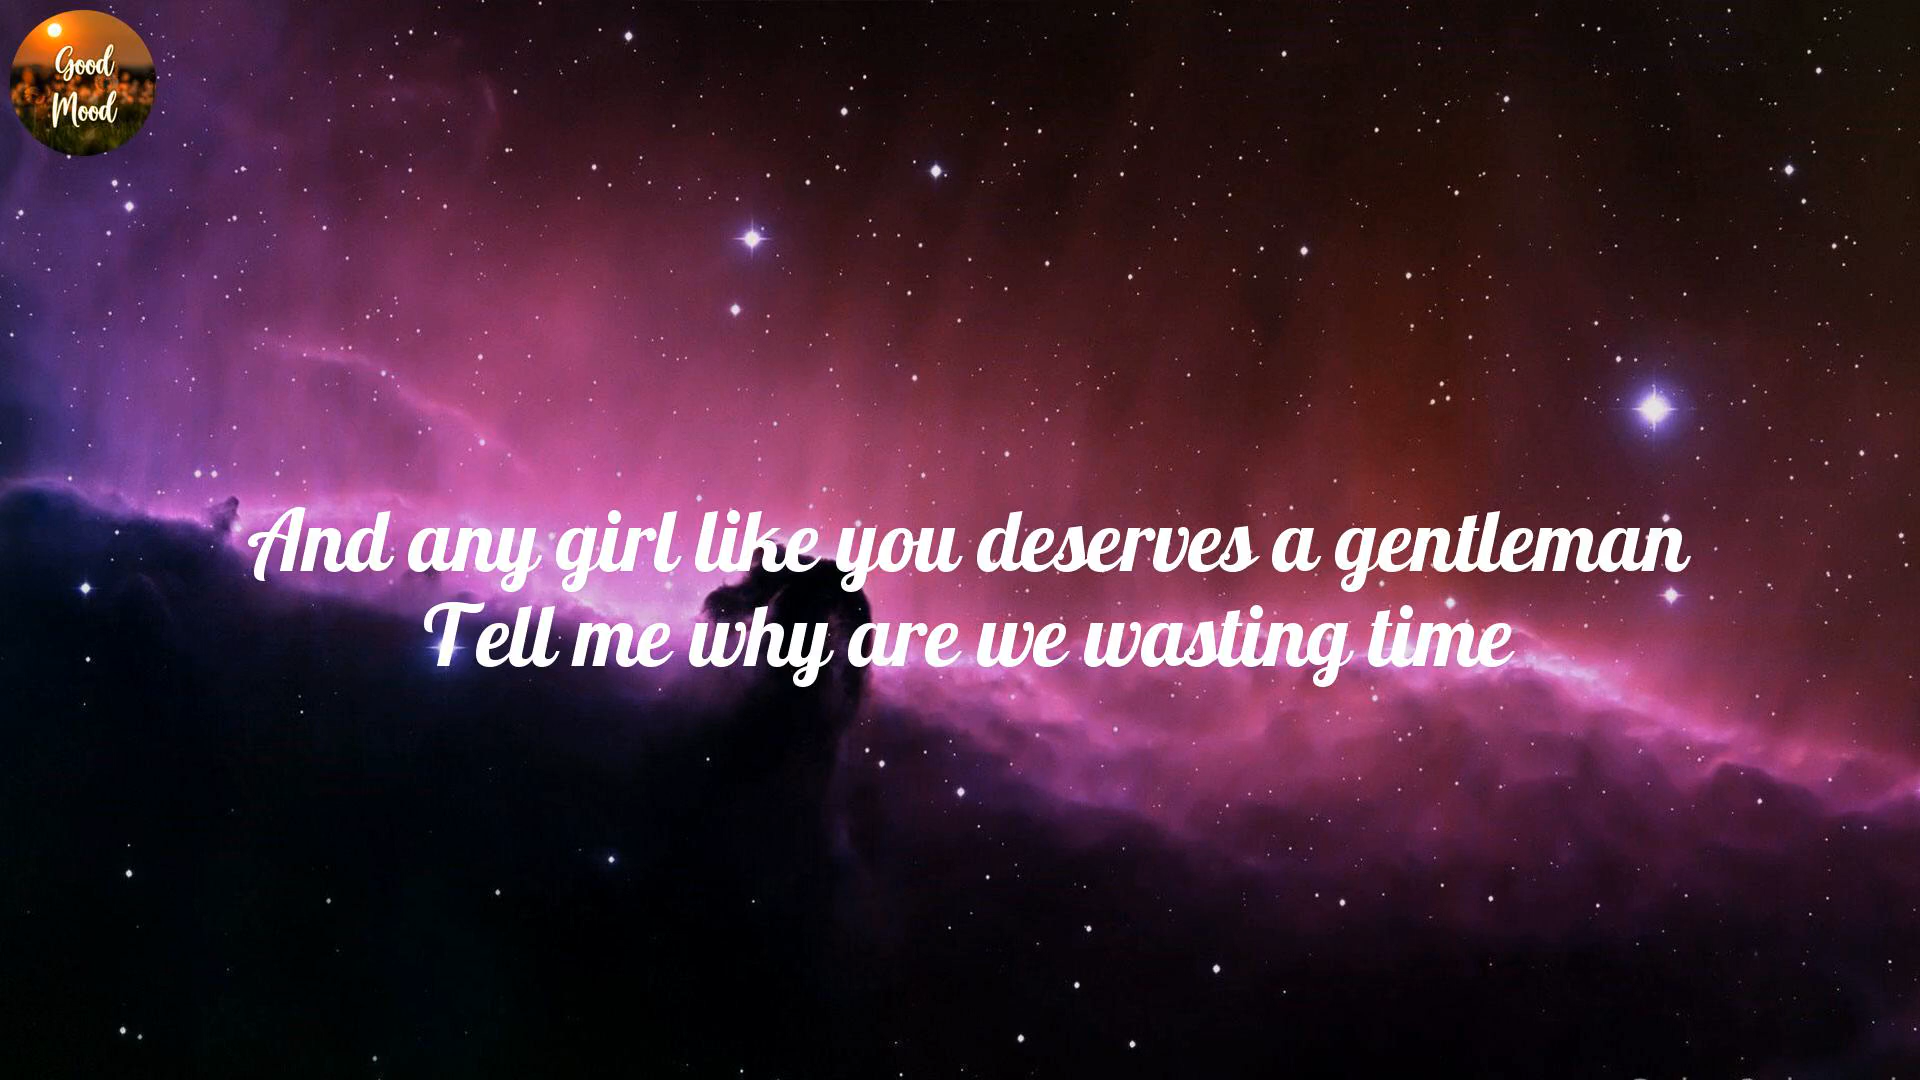 Good
Mood
And any girl like you deserves a gentleman
Tell me why are we wasting time